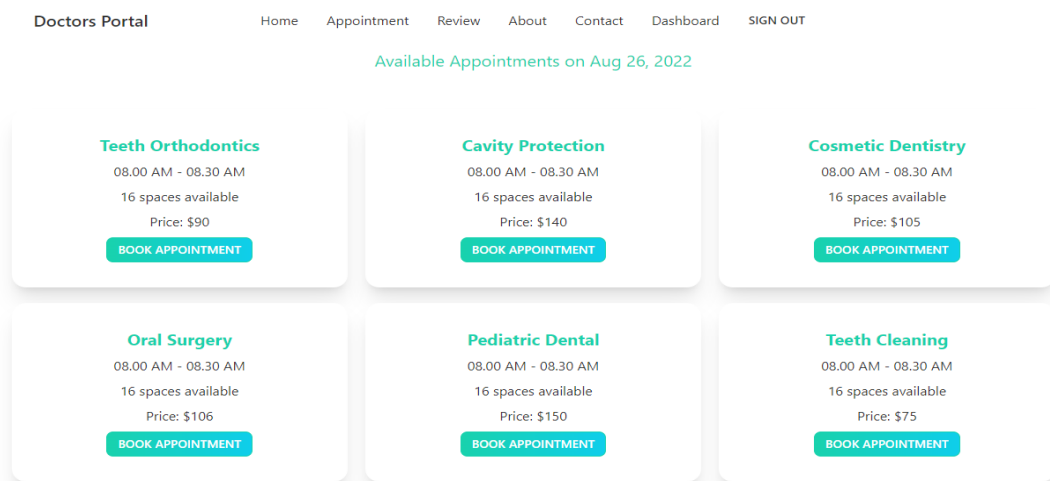 Doctors Portal Home Appointment Review About Contact Dashboard SIGN OUT
Available Appointments on Aug 26, 2022
Teeth Orthodontics
08.00 AM - 08.30 AM
16 spaces available
Price: $90
BOOK APPOINTMENT
Cavity Protection
08.00 AM - 08.30 AM
16 spaces available
Price: $140
BOOK APPOINTMENT
Cosmetic Dentistry
08.00 AM - 08.30 AM
16 spaces available
Price: $105
BOOK APPOINTMENT
Oral Surgery
08.00 AM - 08.30 AM
16 spaces available
Price: $106
BOOK APPOINTMENT
Pediatric Dental
08.00 AM - 08.30 AM
16 spaces available
Price: $150
BOOK APPOINTMENT
Teeth Cleaning
08.00 AM - 08.30 AM
16 spaces available
Price: $75
BOOK APPOINTMENT